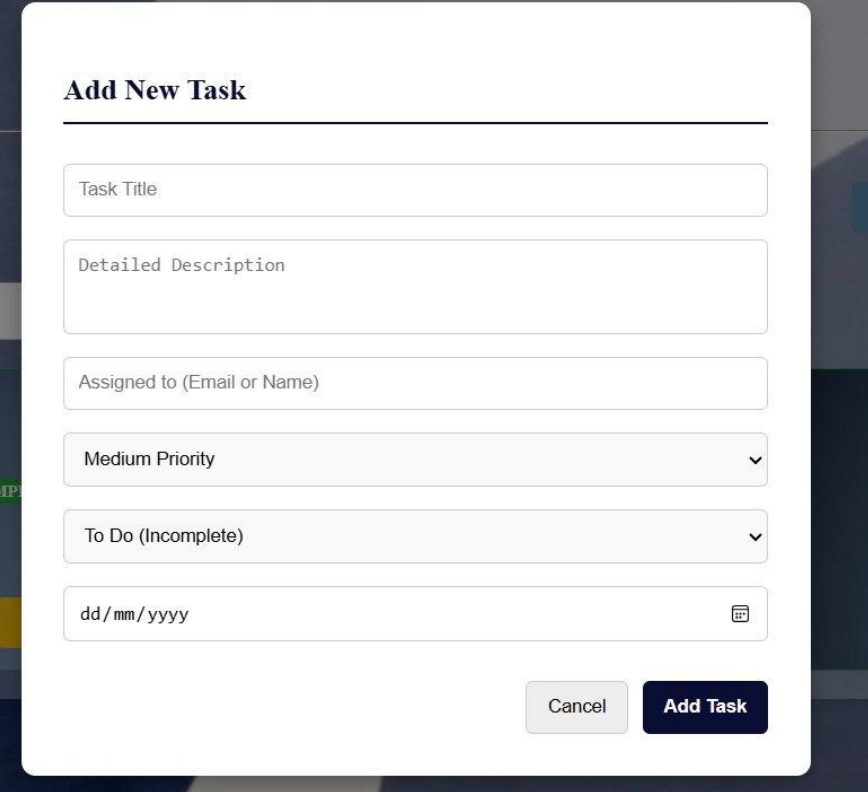 Add New Task
Task Title
Detailed Description
Assigned to (Email or Name)
Medium Priority
To Do (Incomplete)
dd/mm/yyyy
Cancel
Add Task